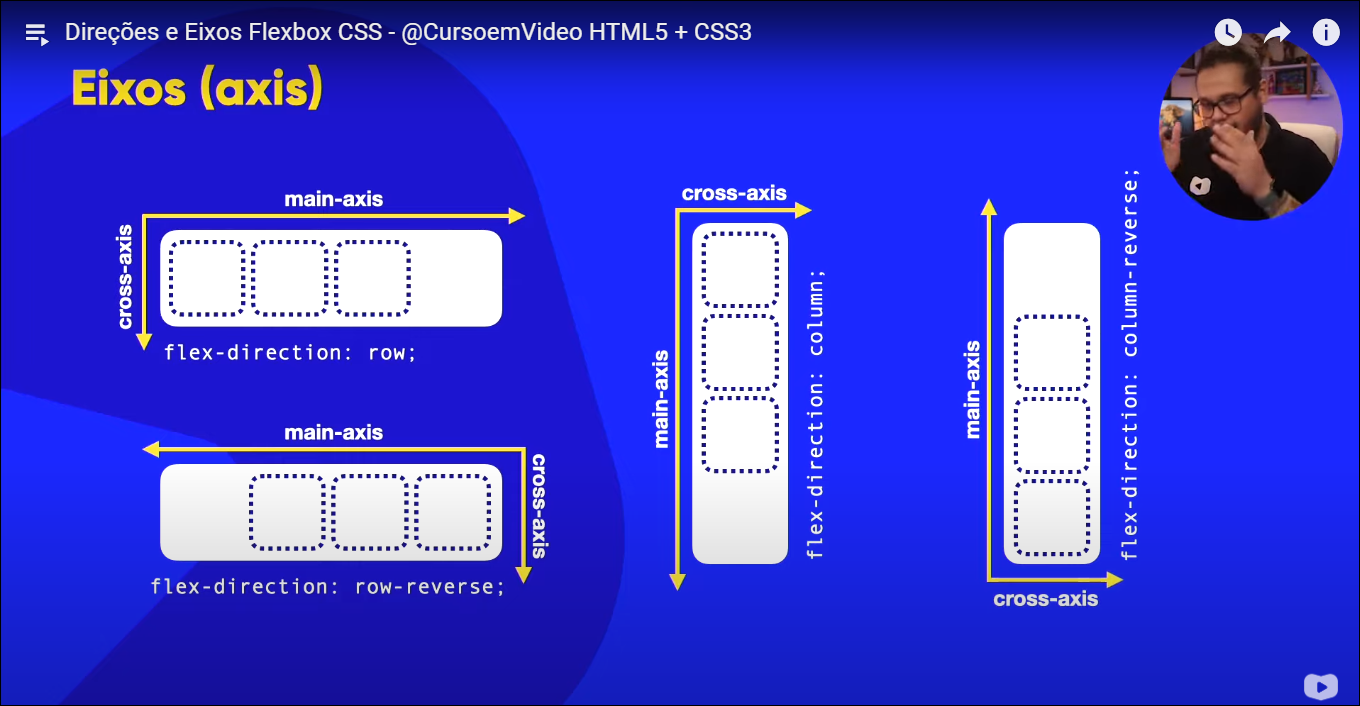 Direções e Eixos Flexbox CSS - @CursoemVideo HTML5 + CSS3
Eixos (axis)
main-axis
cross-axis
flex-direction: row;
main-axis
cross-axis
flex-direction: row-reverse;
cross-axis
main-axis
flex-direction: column;
main-axis
cross-axis
flex-direction: column-reverse;